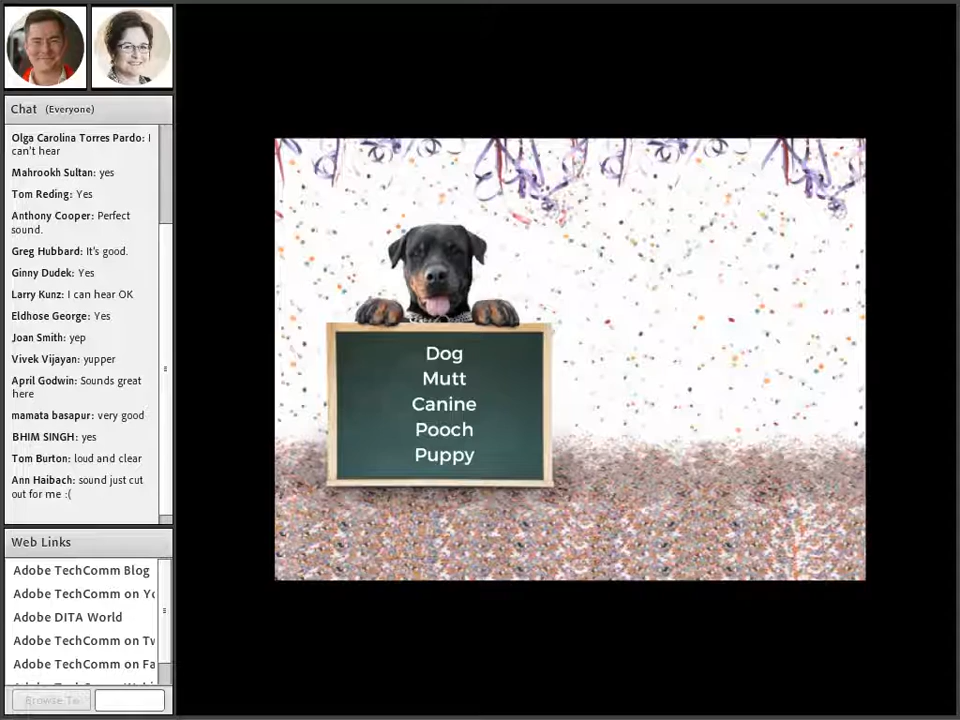 Chat (Everyone)
Olga Carolina Torres Pardo: I
can't hear
Mahrookh Sultan: yes
Tom Reding: Yes
Anthony Cooper: Perfect
sound.
Greg Hubbard: It's good.
Ginny Dudek: Yes
Larry Kunz: I can hear OK
Eldhose George: Yes
Joan Smith: yep
Vivek Vijayan: yupper
April Godwin: Sounds great
here
mamata basapur: very good
BHIM SINGH: yes
Tom Burton: loud and clear
Ann Haibach: sound just cut
out for me :(
Web Links
Adobe TechComm Blog
Adobe TechComm on Yo
Adobe DITA World
Adobe TechComm on Tw
Adobe TechComm on Fa
Browse To
Dog
Mutt
Canine
Pooch
Puppy